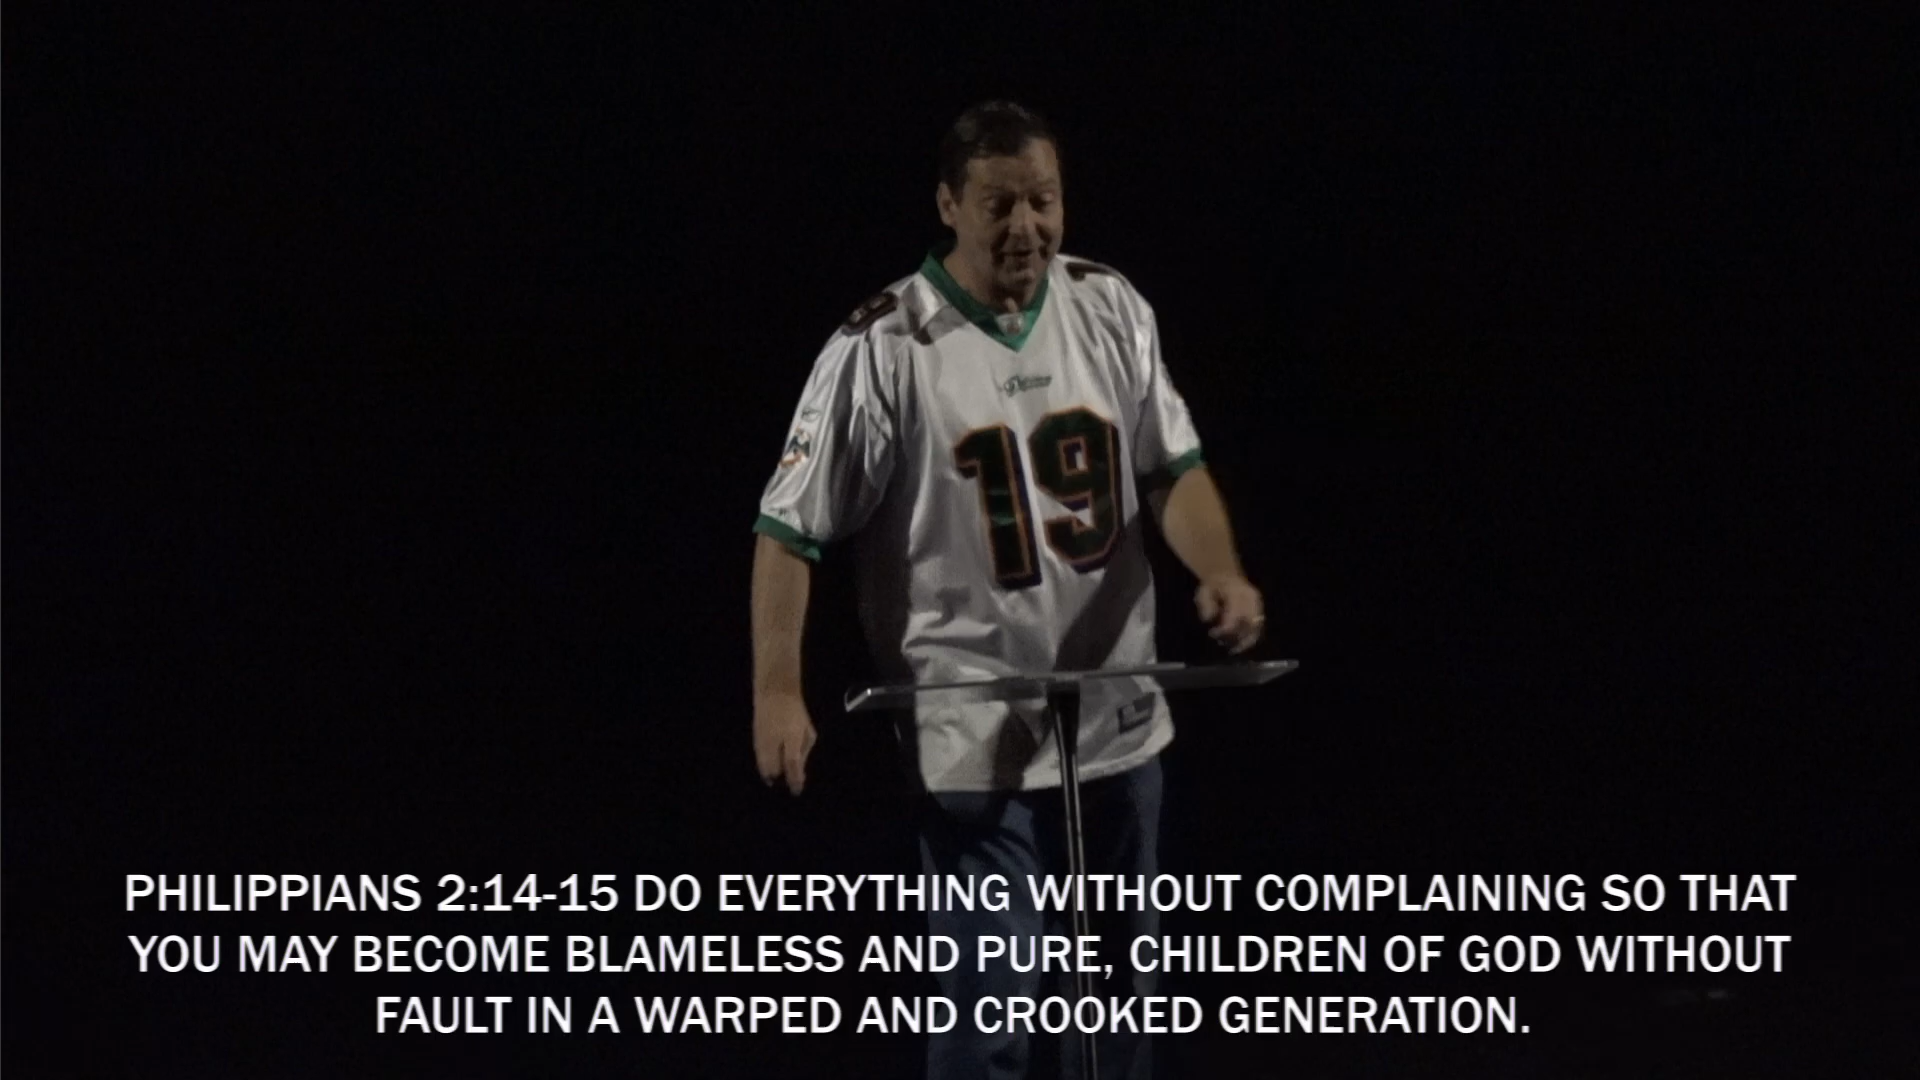 19
PHILIPPIANS 2:14-15 DO EVERYTHING WITHOUT COMPLAINING SO THAT
YOU MAY BECOME BLAMELESS AND PURE, CHILDREN OF GOD WITHOUT
FAULT IN A WARPED AND CROOKED GENERATION.